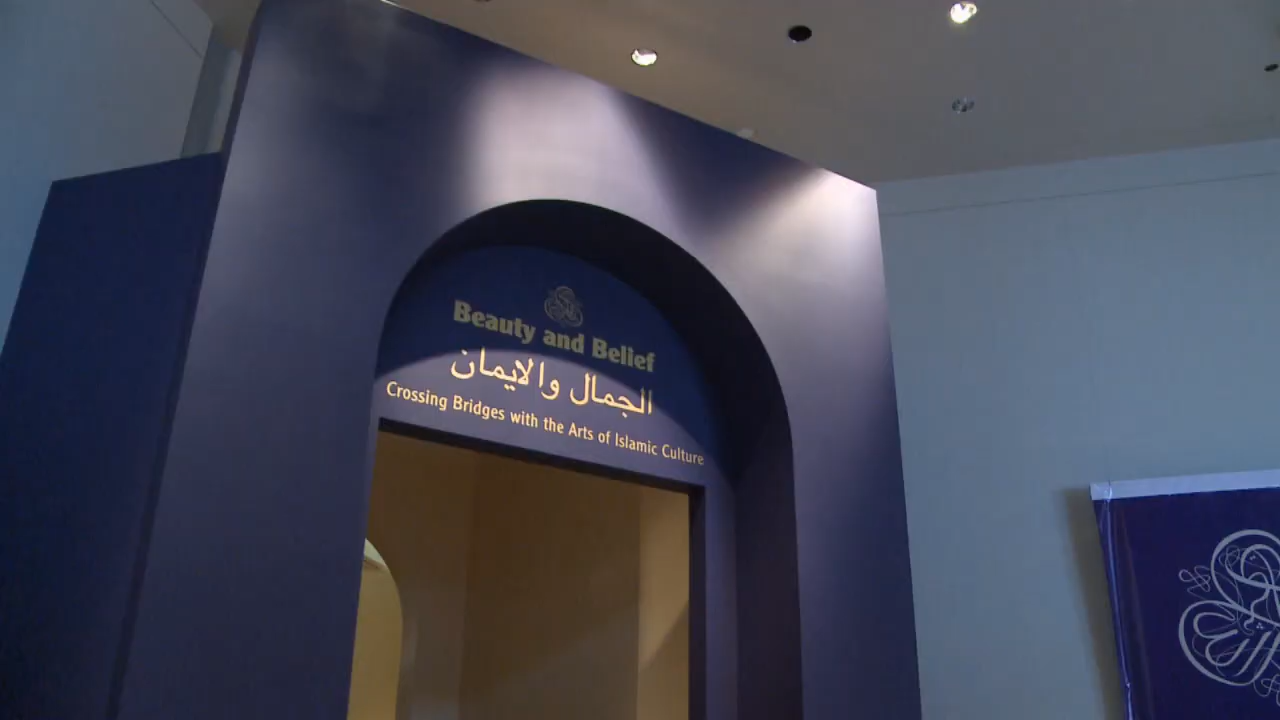 Beauty and Belief
الجمال والايمان
Crossing Bridges with the Arts of Islamic Culture